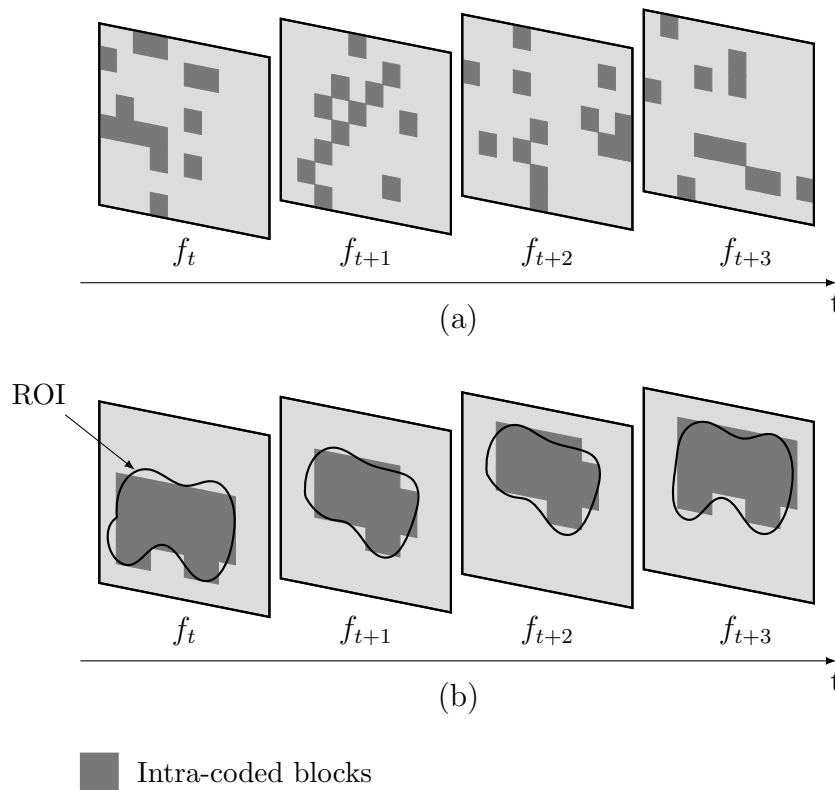 f_t f_{t+1} f_{t+2} f_{t+3}
t
(a)
ROI
f_t f_{t+1} f_{t+2} f_{t+3}
t
(b)
Intra-coded blocks